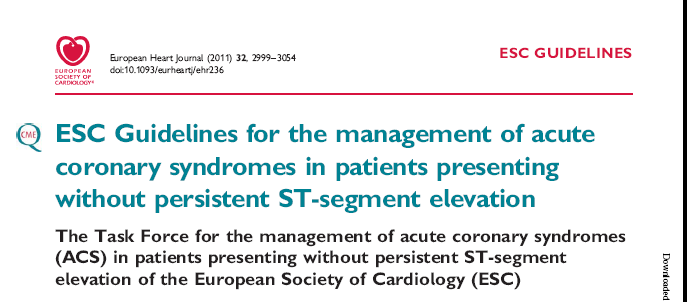 European Heart Journal (2011) 32, 2999–3054
doi:10.1093/eurheartj/ehr236
ESC GUIDELINES
EUROPEAN
SOCIETY OF
CARDIOLOGY®
CME
ESC Guidelines for the management of acute
coronary syndromes in patients presenting
without persistent ST-segment elevation
The Task Force for the management of acute coronary syndromes
(ACS) in patients presenting without persistent ST-segment
elevation of the European Society of Cardiology (ESC)
Downloaded